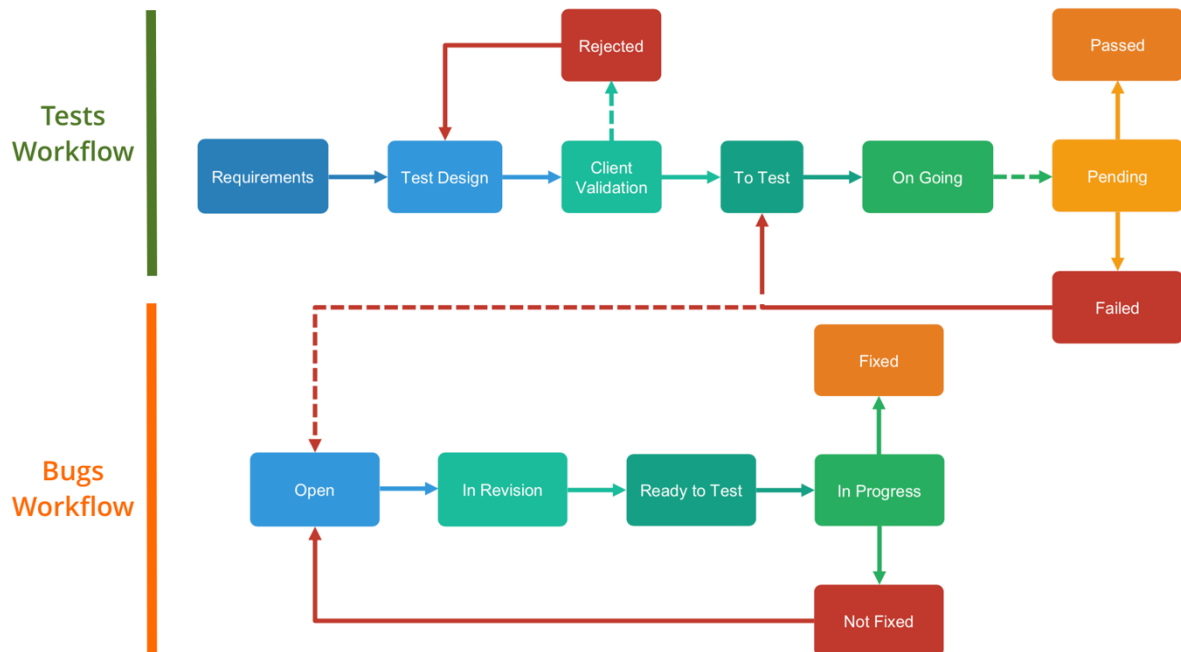 Tests
Workflow
Rejected
Passed
Requirements
Test Design
Client
Validation
To Test
On Going
Pending
Failed
Bugs
Workflow
Fixed
Open
In Revision
Ready to Test
In Progress
Not Fixed